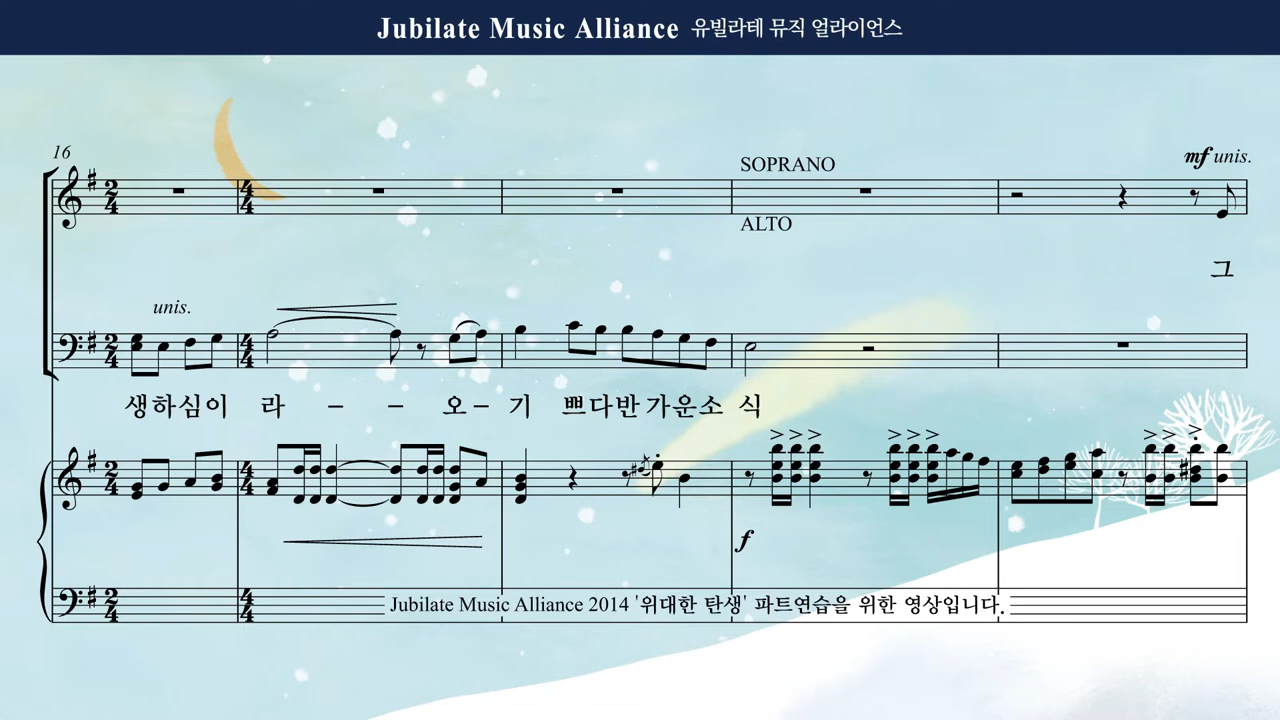 Jubilate Music Alliance 유빌라테 뮤직 얼라이언스
16
SOPRANO
mf unis.
ALTO
그
unis.
생하심이 라 – – 오 – 기 쁘다반가운소 식
f
Jubilate Music Alliance 2014 '위대한 탄생' 파트연습을 위한 영상입니다.